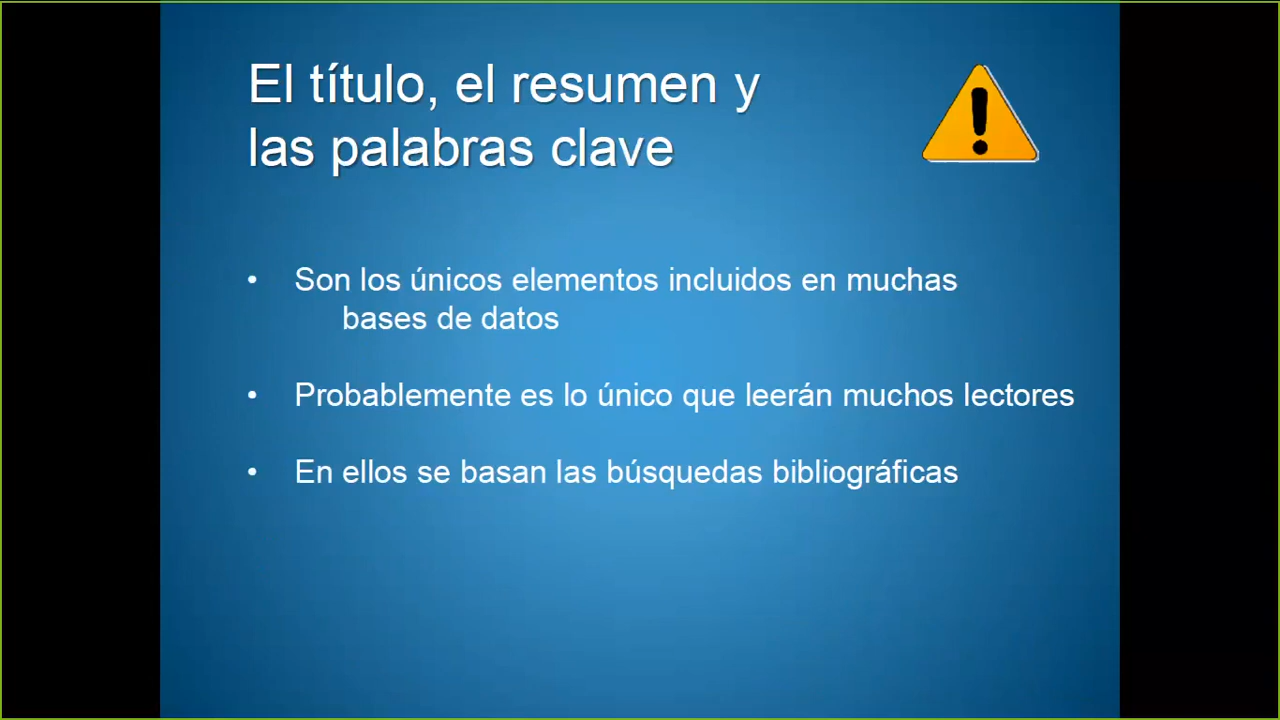 El título, el resumen y
las palabras clave
• Son los únicos elementos incluidos en muchas
bases de datos
• Probablemente es lo único que leerán muchos lectores
• En ellos se basan las búsquedas bibliográficas